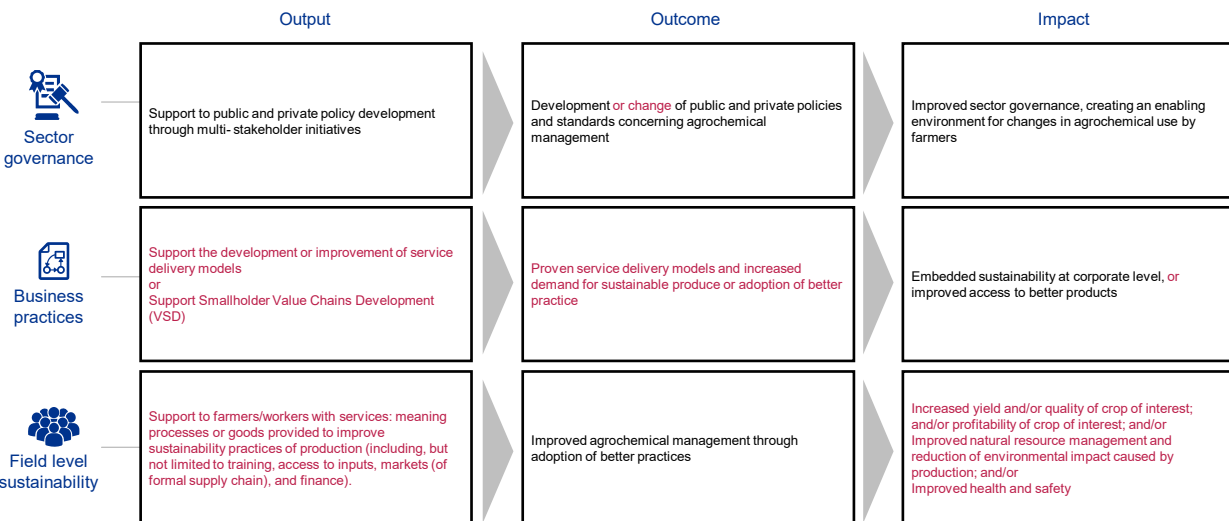 Output
Outcome
Impact
Sector
governance
Support to public and private policy development
through multi- stakeholder initiatives
Development or change of public and private policies
and standards concerning agrochemical
management
Improved sector governance, creating an enabling
environment for changes in agrochemical use by
farmers
Business
practices
Support the development or improvement of service
delivery models
or
Support Smallholder Value Chains Development
(VSD)
Proven service delivery models and increased
demand for sustainable produce or adoption of better
practice
Embedded sustainability at corporate level, or
improved access to better products
Field level
sustainability
Support to farmers/workers with services: meaning
processes or goods provided to improve
sustainability practices of production (including, but
not limited to training, access to inputs, markets (of
formal supply chain), and finance).
Improved agrochemical management through
adoption of better practices
Increased yield and/or quality of crop of interest;
and/or profitability of crop of interest; and/or
Improved natural resource management and
reduction of environmental impact caused by
production; and/or
Improved health and safety